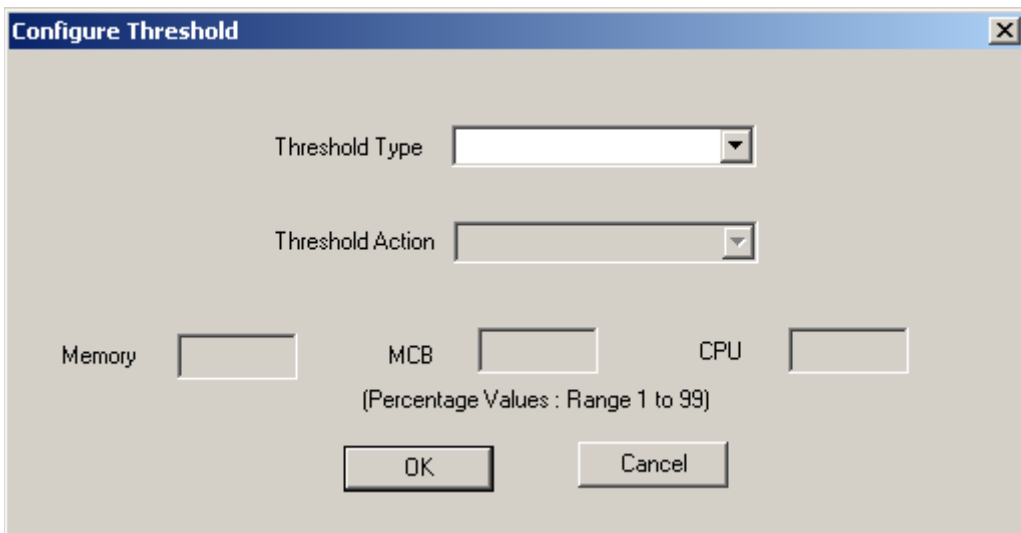 Configure Threshold
Threshold Type
Threshold Action
Memory MCB CPU
(Percentage Values : Range 1 to 99)
OK Cancel